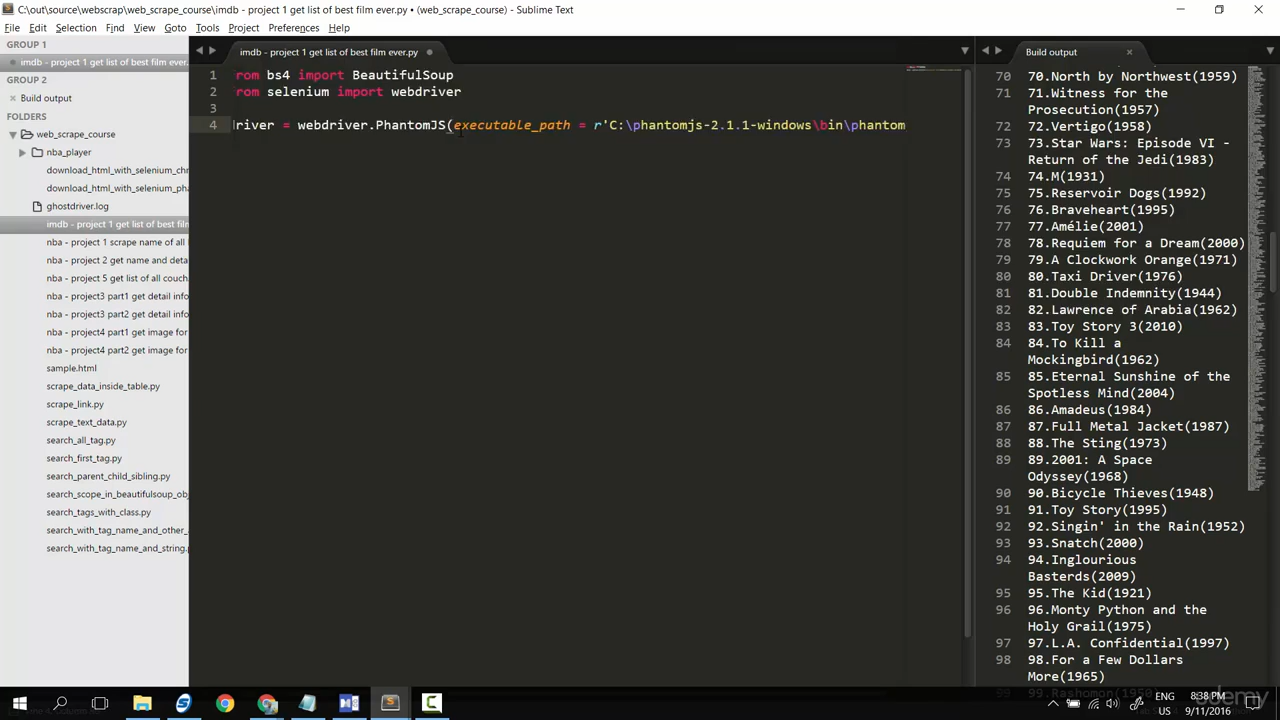 C:\out\source\webscrap\web_scrape_course\imdb - project 1 get list of best film ever.py • (web_scrape_course) - Sublime Text
File Edit Selection Find View Goto Tools Project Preferences Help
GROUP 1
imdb - project 1 get list of best film ever.
GROUP 2
Build output
FOLDERS
web_scrape_course
nba_player
download_html_with_selenium_chr
download_html_with_selenium_pha
ghostdriver.log
imdb - project 1 get list of best film
nba - project 1 scrape name of all
nba - project 2 get name and deta
nba - project 5 get list of all couch
nba - project3 part1 get detail info
nba - project3 part2 get detail info
nba - project4 part1 get image for
nba - project4 part2 get image for
sample.html
scrape_data_inside_table.py
scrape_link.py
scrape_text_data.py
search_all_tag.py
search_first_tag.py
search_parent_child_sibling.py
search_scope_in_beautifulsoup_obj
search_tags_with_class.py
search_with_tag_name_and_other_
search_with_tag_name_and_string.
imdb - project 1 get list of best film ever.py
1 rom bs4 import BeautifulSoup
2 rom selenium import webdriver
3
4 river = webdriver.PhantomJS(executable_path = r'C:\phantomjs-2.1.1-windows\bin\phantom
Build output
70 70.North by Northwest(1959)
71 71.Witness for the
Prosecution(1957)
72 72.Vertigo(1958)
73 73.Star Wars: Episode VI -
Return of the Jedi(1983)
74 74.M(1931)
75 75.Reservoir Dogs(1992)
76 76.Braveheart(1995)
77 77.Amélie(2001)
78 78.Requiem for a Dream(2000)
79 79.A Clockwork Orange(1971)
80 80.Taxi Driver(1976)
81 81.Double Indemnity(1944)
82 82.Lawrence of Arabia(1962)
83 83.Toy Story 3(2010)
84 84.To Kill a
Mockingbird(1962)
85 85.Eternal Sunshine of the
Spotless Mind(2004)
86 86.Amadeus(1984)
87 87.Full Metal Jacket(1987)
88 88.The Sting(1973)
89 89.2001: A Space
Odyssey(1968)
90 90.Bicycle Thieves(1948)
91 91.Toy Story(1995)
92 92.Singin' in the Rain(1952)
93 93.Snatch(2000)
94 94.Inglourious
Basterds(2009)
95 95.The Kid(1921)
96 96.Monty Python and the
Holy Grail(1975)
97 97.L.A. Confidential(1997)
98 98.For a Few Dollars
More(1965)
99 99.Rashomon(1950)
ENG
US
8:38 PM
9/11/2016
udemy